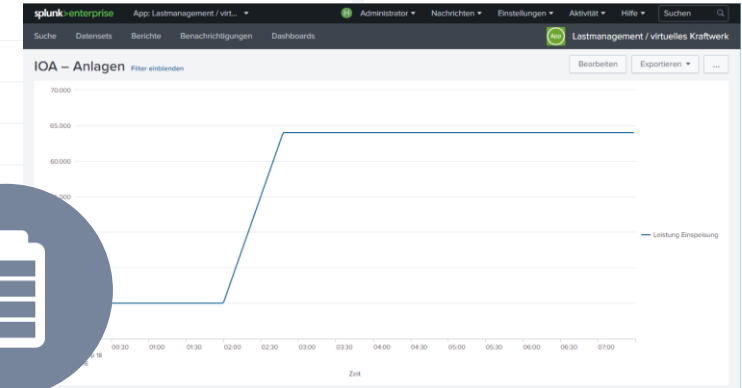 splunk>enterprise App: Lastmanagement / virt... Administrator Nachrichten Einstellungen Aktivität Hilfe Suchen
Suche Datensets Berichte Benachrichtigungen Dashboards App Lastmanagement / virtuelles Kraftwerk
IOA – Anlagen Filter einblenden Bearbeiten Exportieren ...
70.000
65.000
60.000
Leistung Einspeisung
00:30 01:00 01:30 02:00 02:30 03:00 03:30 04:00 04:30 05:00 05:30 06:00 06:30 07:00
18
Zeit